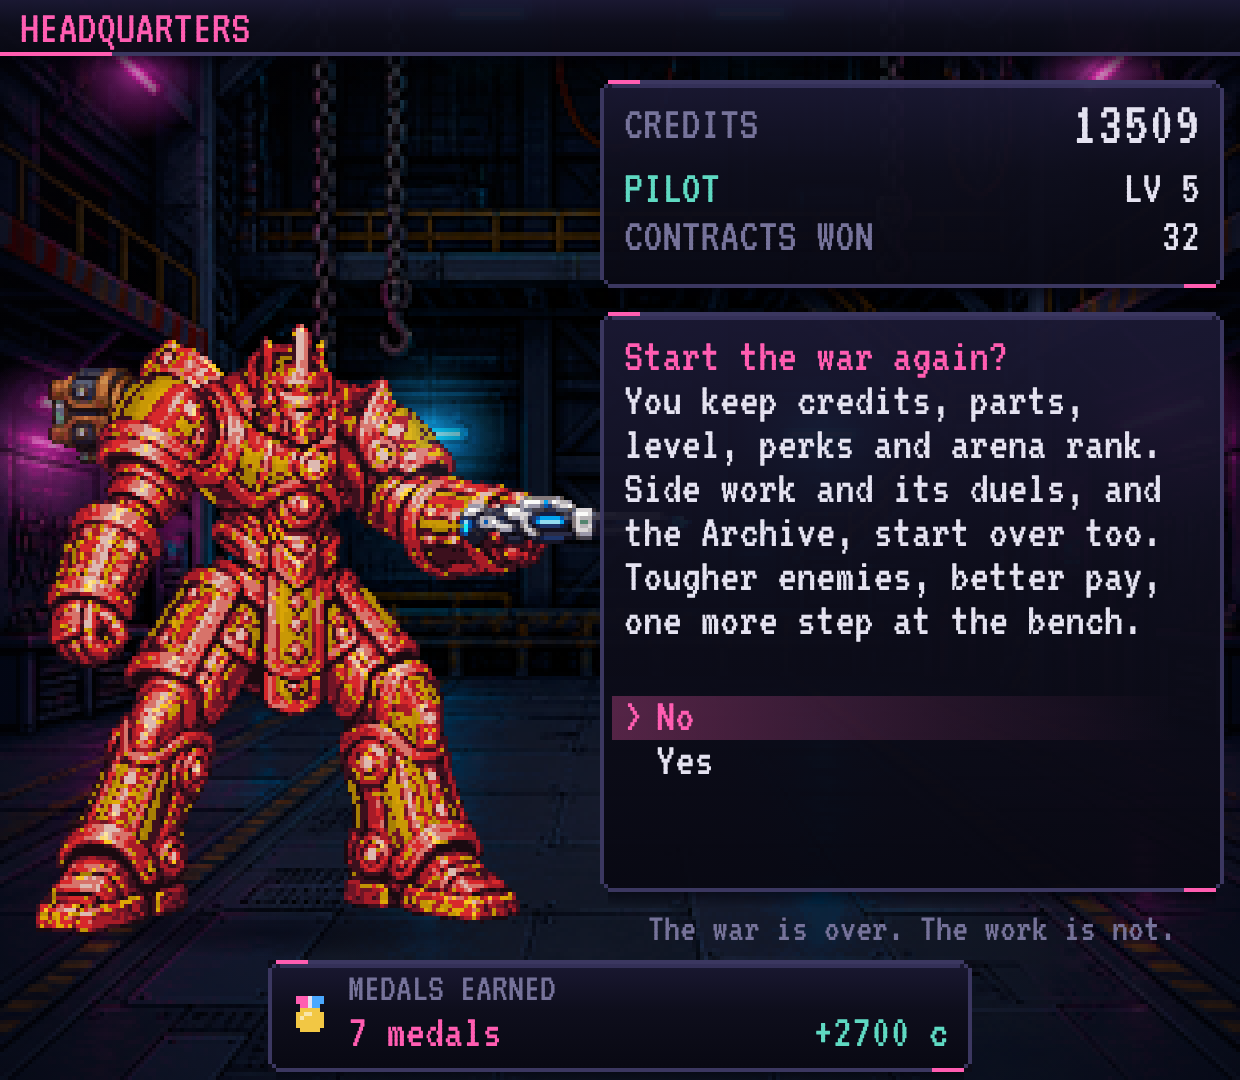 HEADQUARTERS
CREDITS 13509
PILOT LV 5
CONTRACTS WON 32
Start the war again?
You keep credits, parts,
level, perks and arena rank.
Side work and its duels, and
the Archive, start over too.
Tougher enemies, better pay,
one more step at the bench.
> No
Yes
The war is over. The work is not.
MEDALS EARNED
7 medals +2700 c